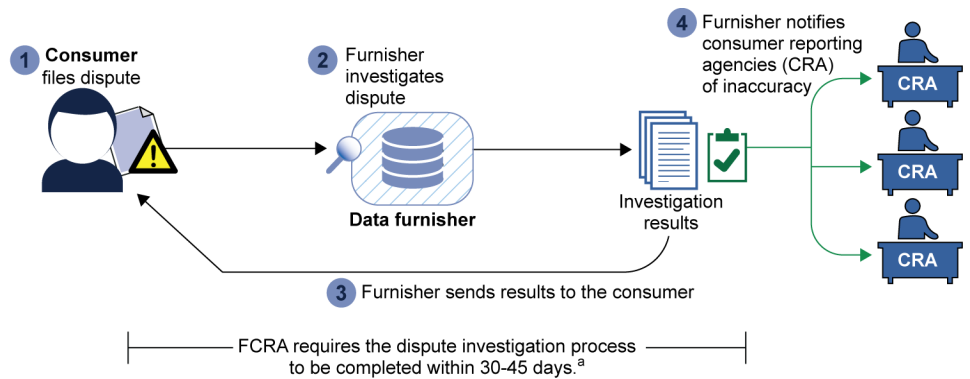 1 Consumer
files dispute
2 Furnisher
investigates
dispute
Data furnisher
Investigation
results
3 Furnisher sends results to the consumer
4 Furnisher notifies
consumer reporting
agencies (CRA)
of inaccuracy
CRA
CRA
CRA
FCRA requires the dispute investigation process
to be completed within 30-45 days.a